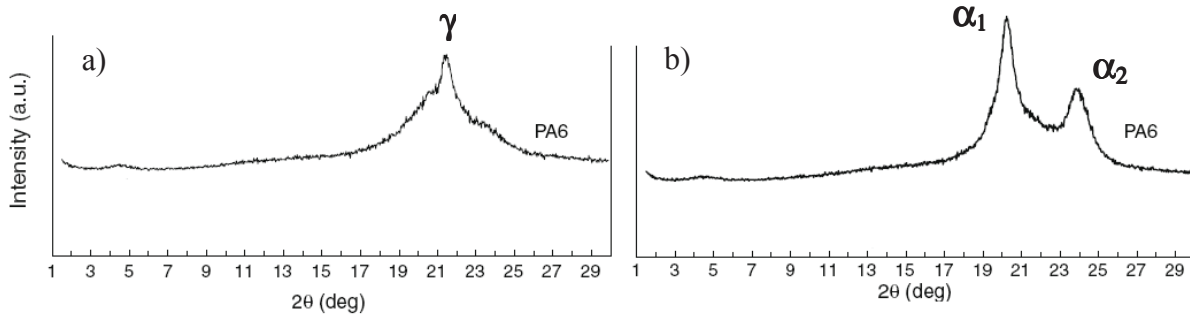 a)
γ
PA6
Intensity (a.u.)
1 3 5 7 9 11 13 15 17 19 21 23 25 27 29
2θ (deg)
b)
α1
α2
PA6
1 3 5 7 9 11 13 15 17 19 21 23 25 27 29
2θ (deg)